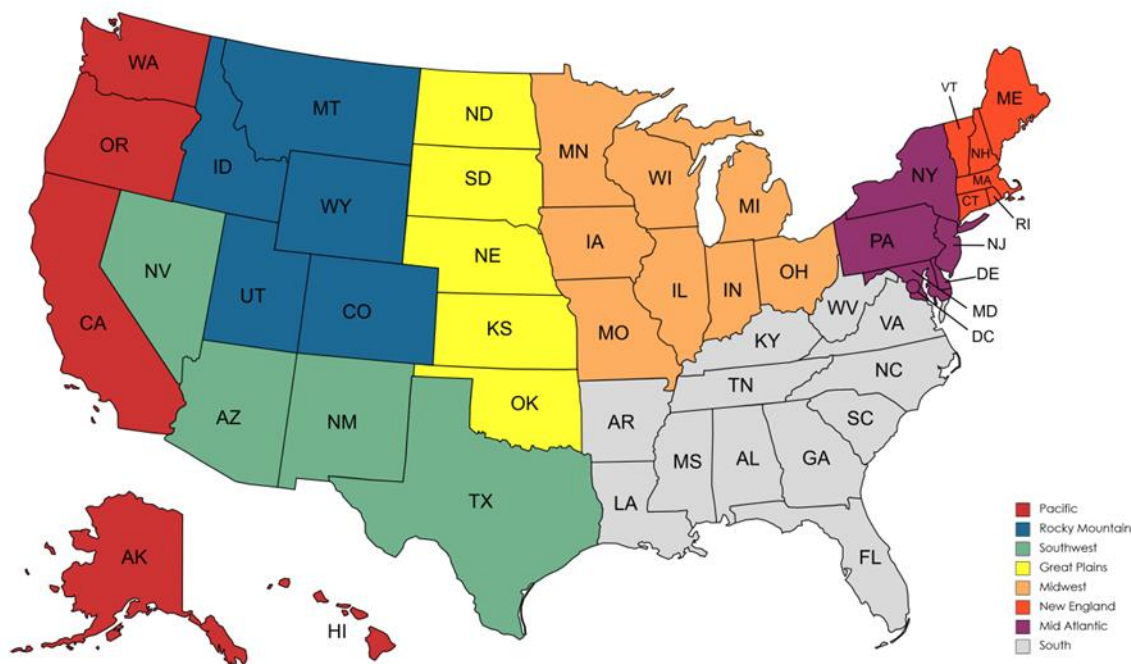 WA
MT
ND
MN
VT
ME
OR
ID
SD
WI
MI
NY
NH
MA
CT
RI
WY
NE
IA
PA
NJ
NV
UT
CO
IL
IN
OH
DE
MD
DC
CA
KS
MO
WV
VA
KY
NC
AZ
NM
OK
TN
AR
SC
MS
AL
GA
TX
LA
FL
AK
HI
Pacific
Rocky Mountain
Southwest
Great Plains
Midwest
New England
Mid Atlantic
South